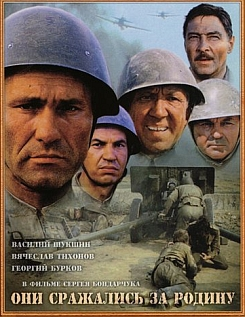 ВАСИЛИЙ ШУКШИН
ВЯЧЕСЛАВ ТИХОНОВ
ГЕОРГИЙ БУРКОВ
В ФИЛЬМЕ СЕРГЕЯ БОНДАРЧУКА
ОНИ СРАЖАЛИСЬ ЗА РОДИНУ